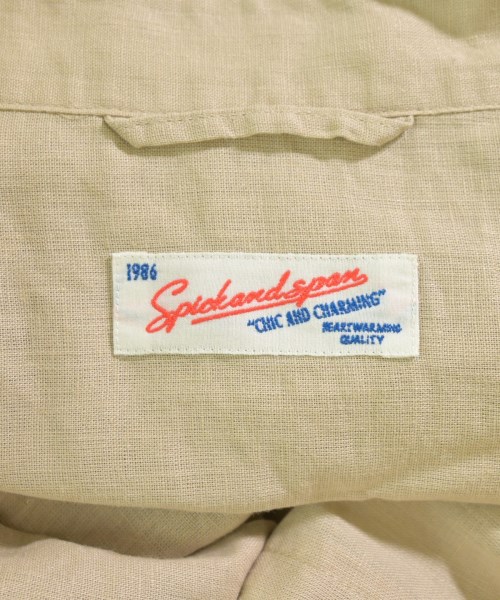 1986
Spickandspan
"CHIC AND CHARMING"
HEARTWARMING
QUALITY